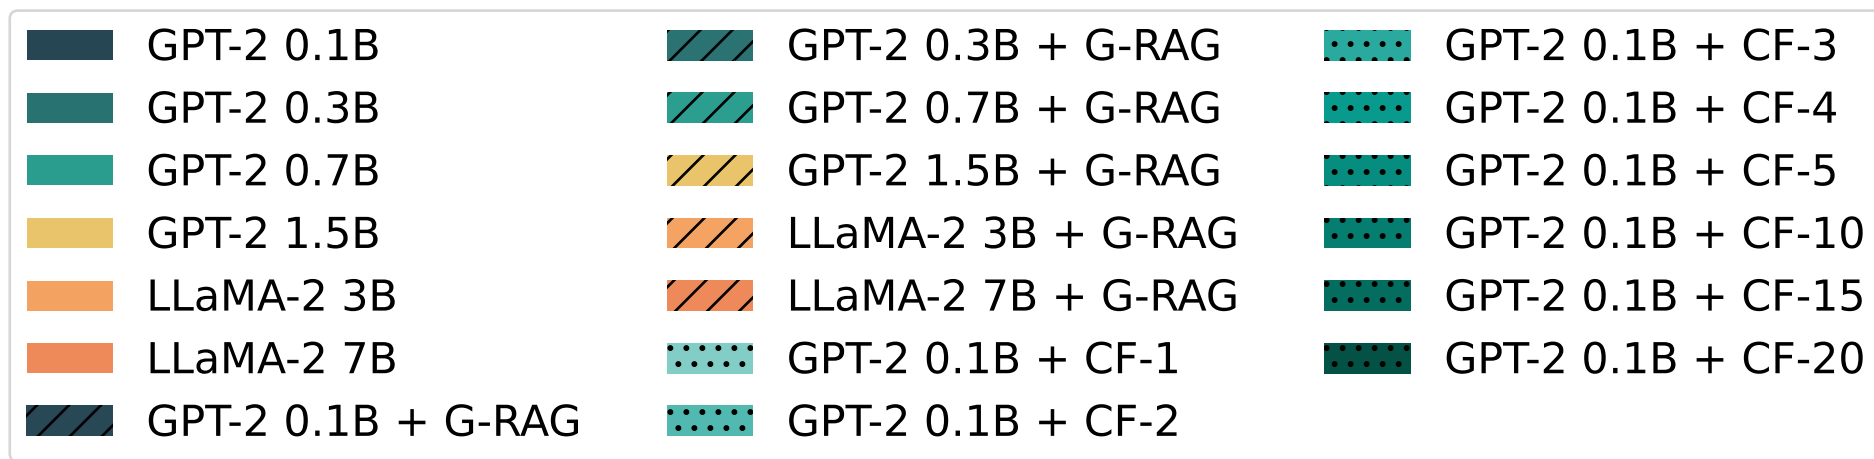 GPT-2 0.1B
GPT-2 0.3B
GPT-2 0.7B
GPT-2 1.5B
LLaMA-2 3B
LLaMA-2 7B
GPT-2 0.1B + G-RAG
GPT-2 0.3B + G-RAG
GPT-2 0.7B + G-RAG
GPT-2 1.5B + G-RAG
LLaMA-2 3B + G-RAG
LLaMA-2 7B + G-RAG
GPT-2 0.1B + CF-1
GPT-2 0.1B + CF-2
GPT-2 0.1B + CF-3
GPT-2 0.1B + CF-4
GPT-2 0.1B + CF-5
GPT-2 0.1B + CF-10
GPT-2 0.1B + CF-15
GPT-2 0.1B + CF-20